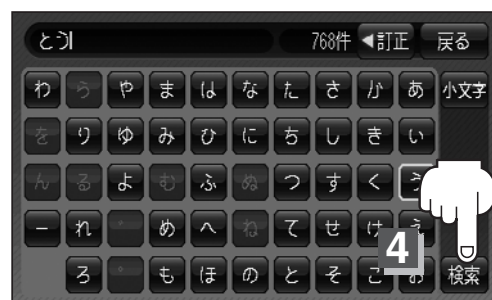 とう 768件 ◀訂正 戻る
わ ら や ま は な た さ か あ 小文字
を り ゆ み ひ に ち し き い
ん る よ む ふ ぬ つ す く う
ー れ ゛ め へ ね て せ け え
ろ ゜ も ほ の と そ こ お 検索
4